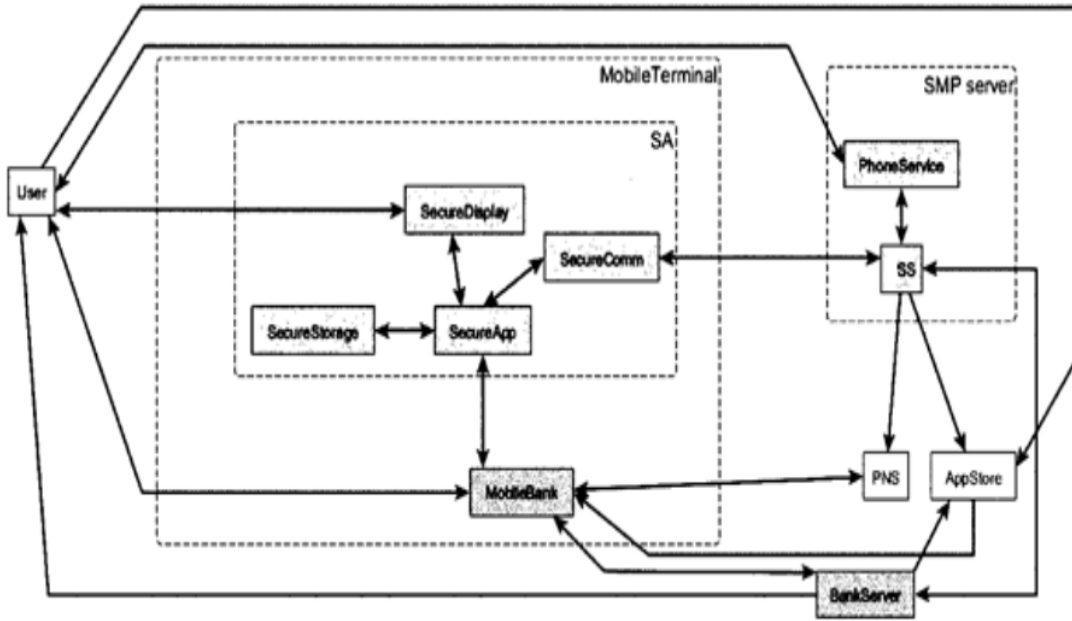 MobileTerminal
SMP server
SA
PhoneService
User
SecureDisplay
SecureComm
SS
SecureStorage
SecureApp
PNS
AppStore
MobileBank
BankServer